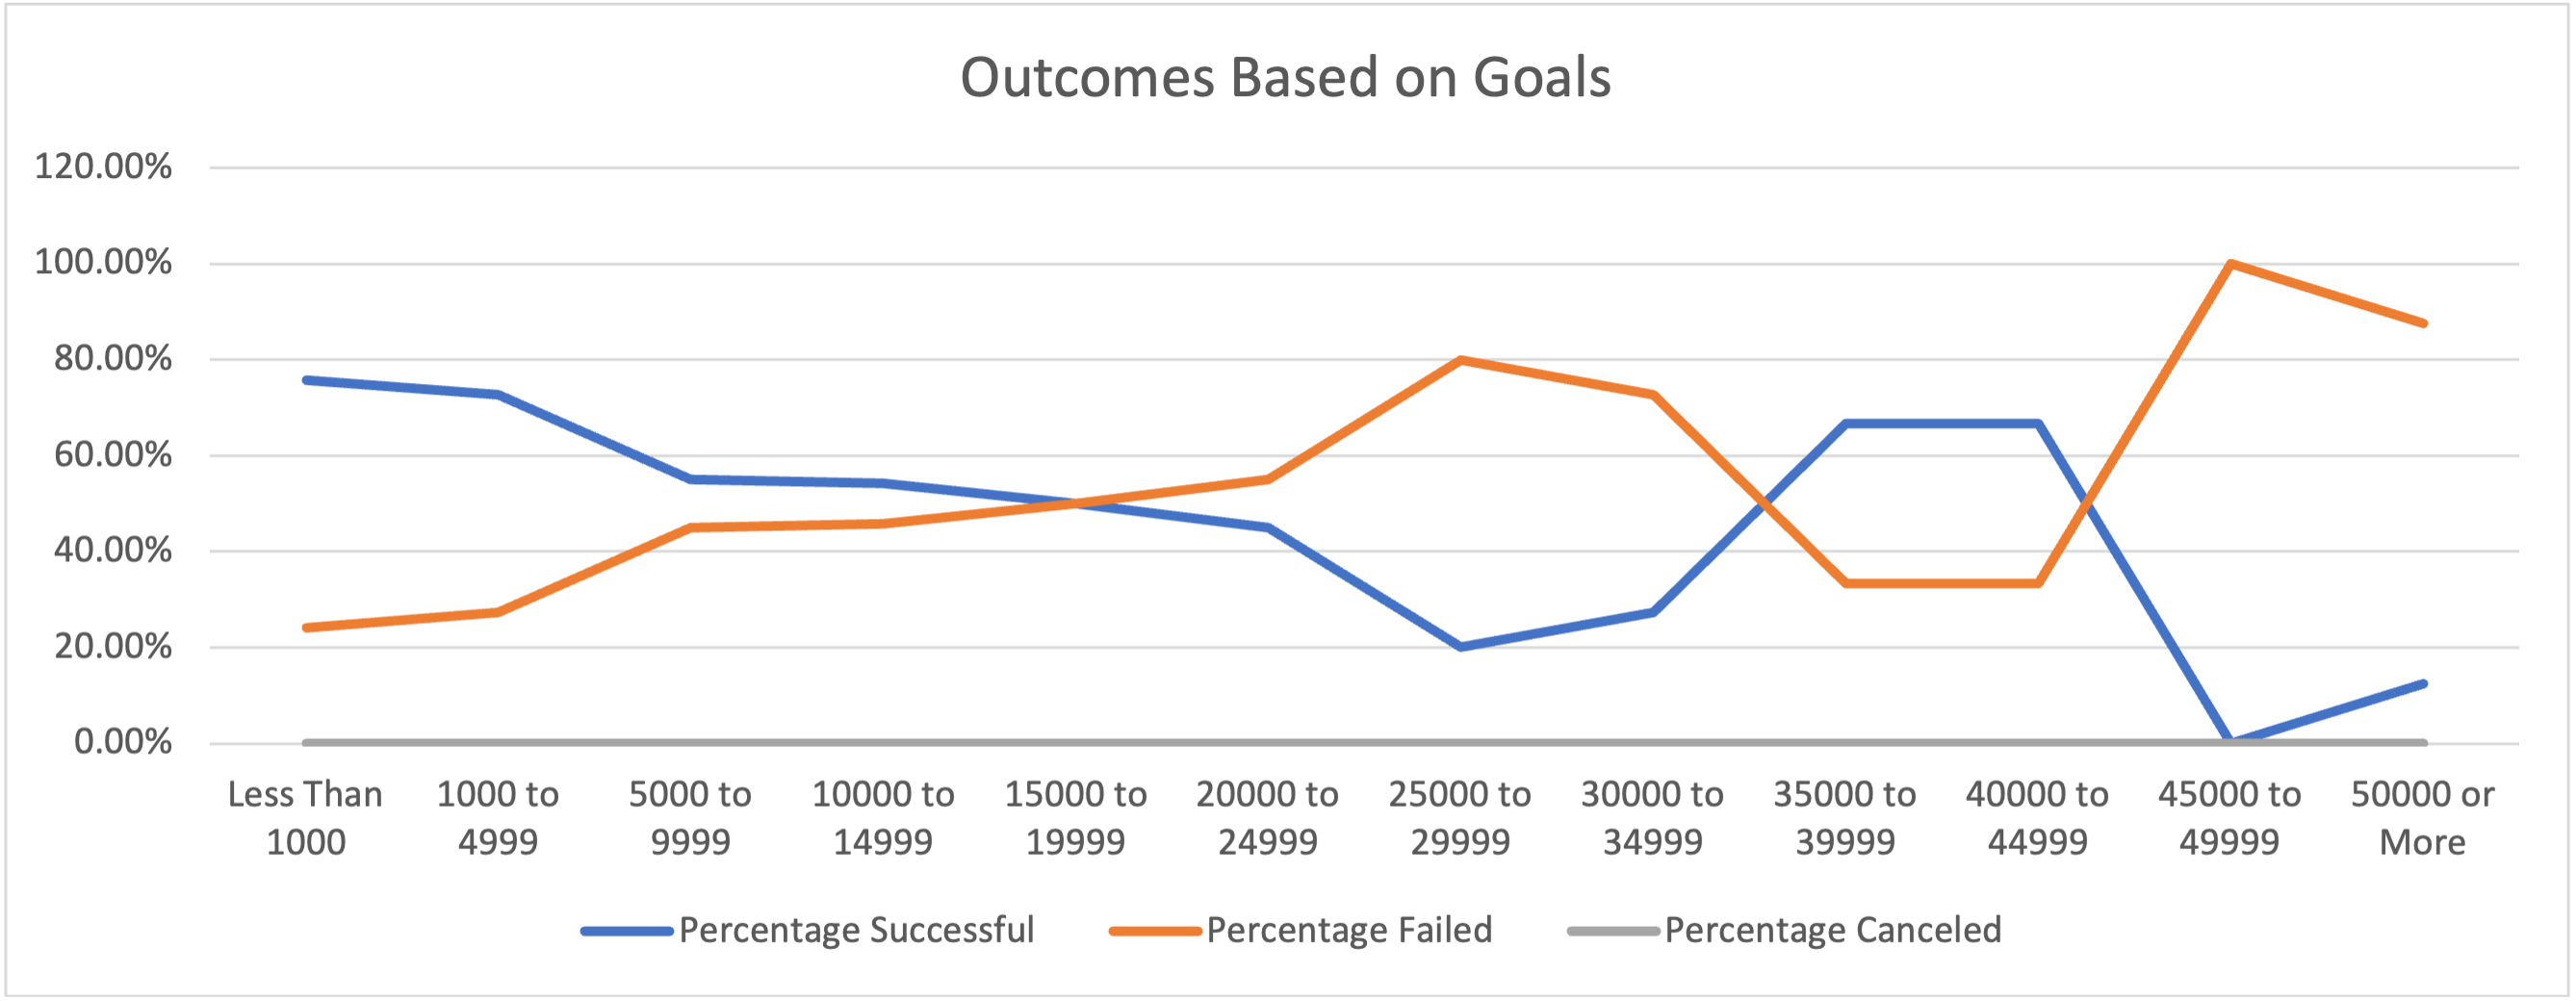 Outcomes Based on Goals
120.00%
100.00%
80.00%
60.00%
40.00%
20.00%
0.00%
Less Than
1000
1000 to
4999
5000 to
9999
10000 to
14999
15000 to
19999
20000 to
24999
25000 to
29999
30000 to
34999
35000 to
39999
40000 to
44999
45000 to
49999
50000 or
More
Percentage Successful
Percentage Failed
Percentage Canceled